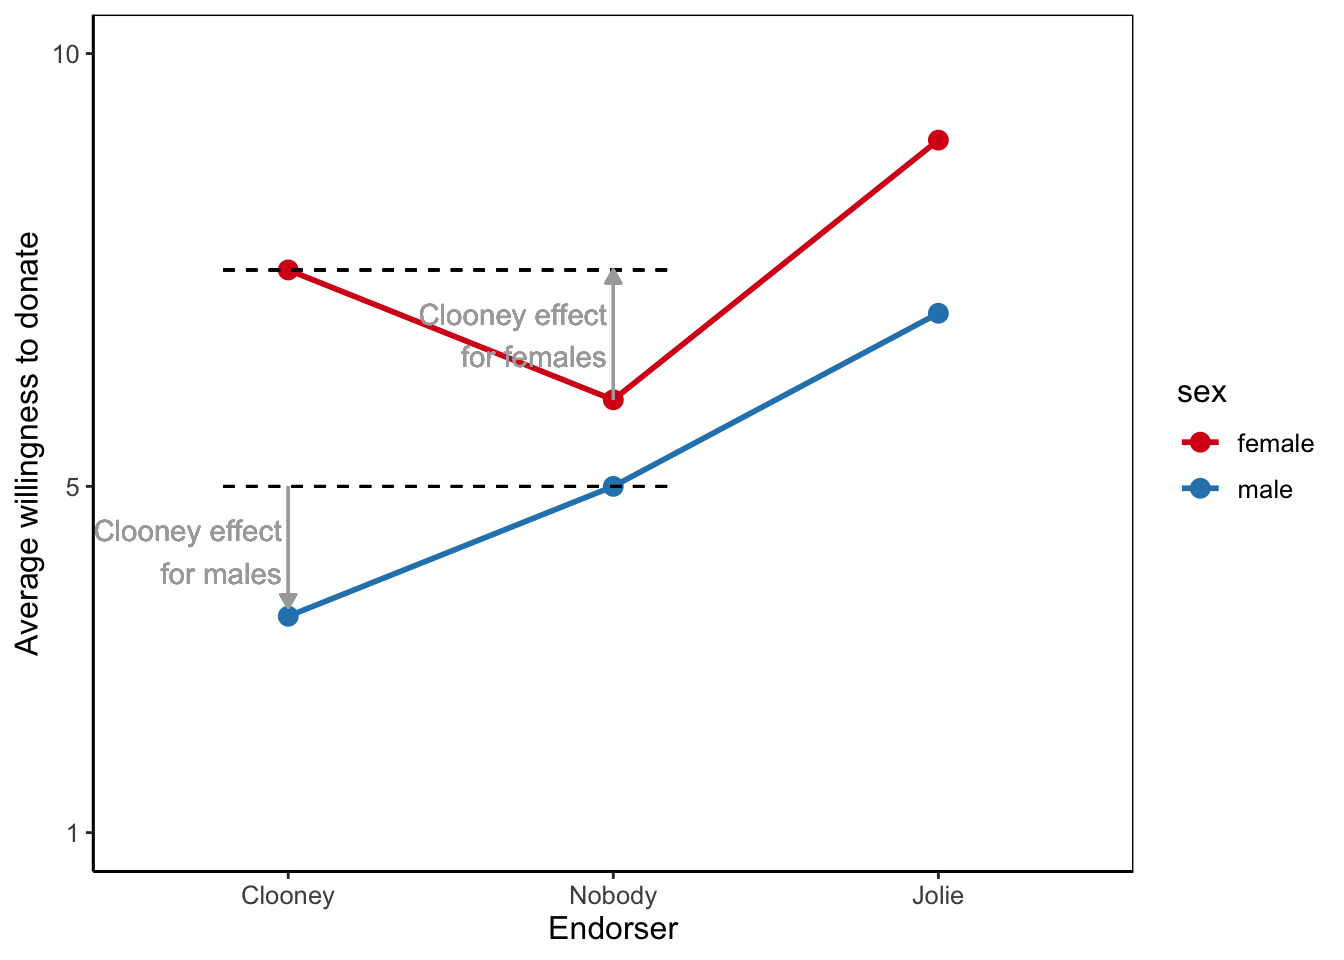 10
5
1
Average willingness to donate
Clooney effect
for females
Clooney effect
for males
Clooney
Nobody
Jolie
Endorser
sex
female
male